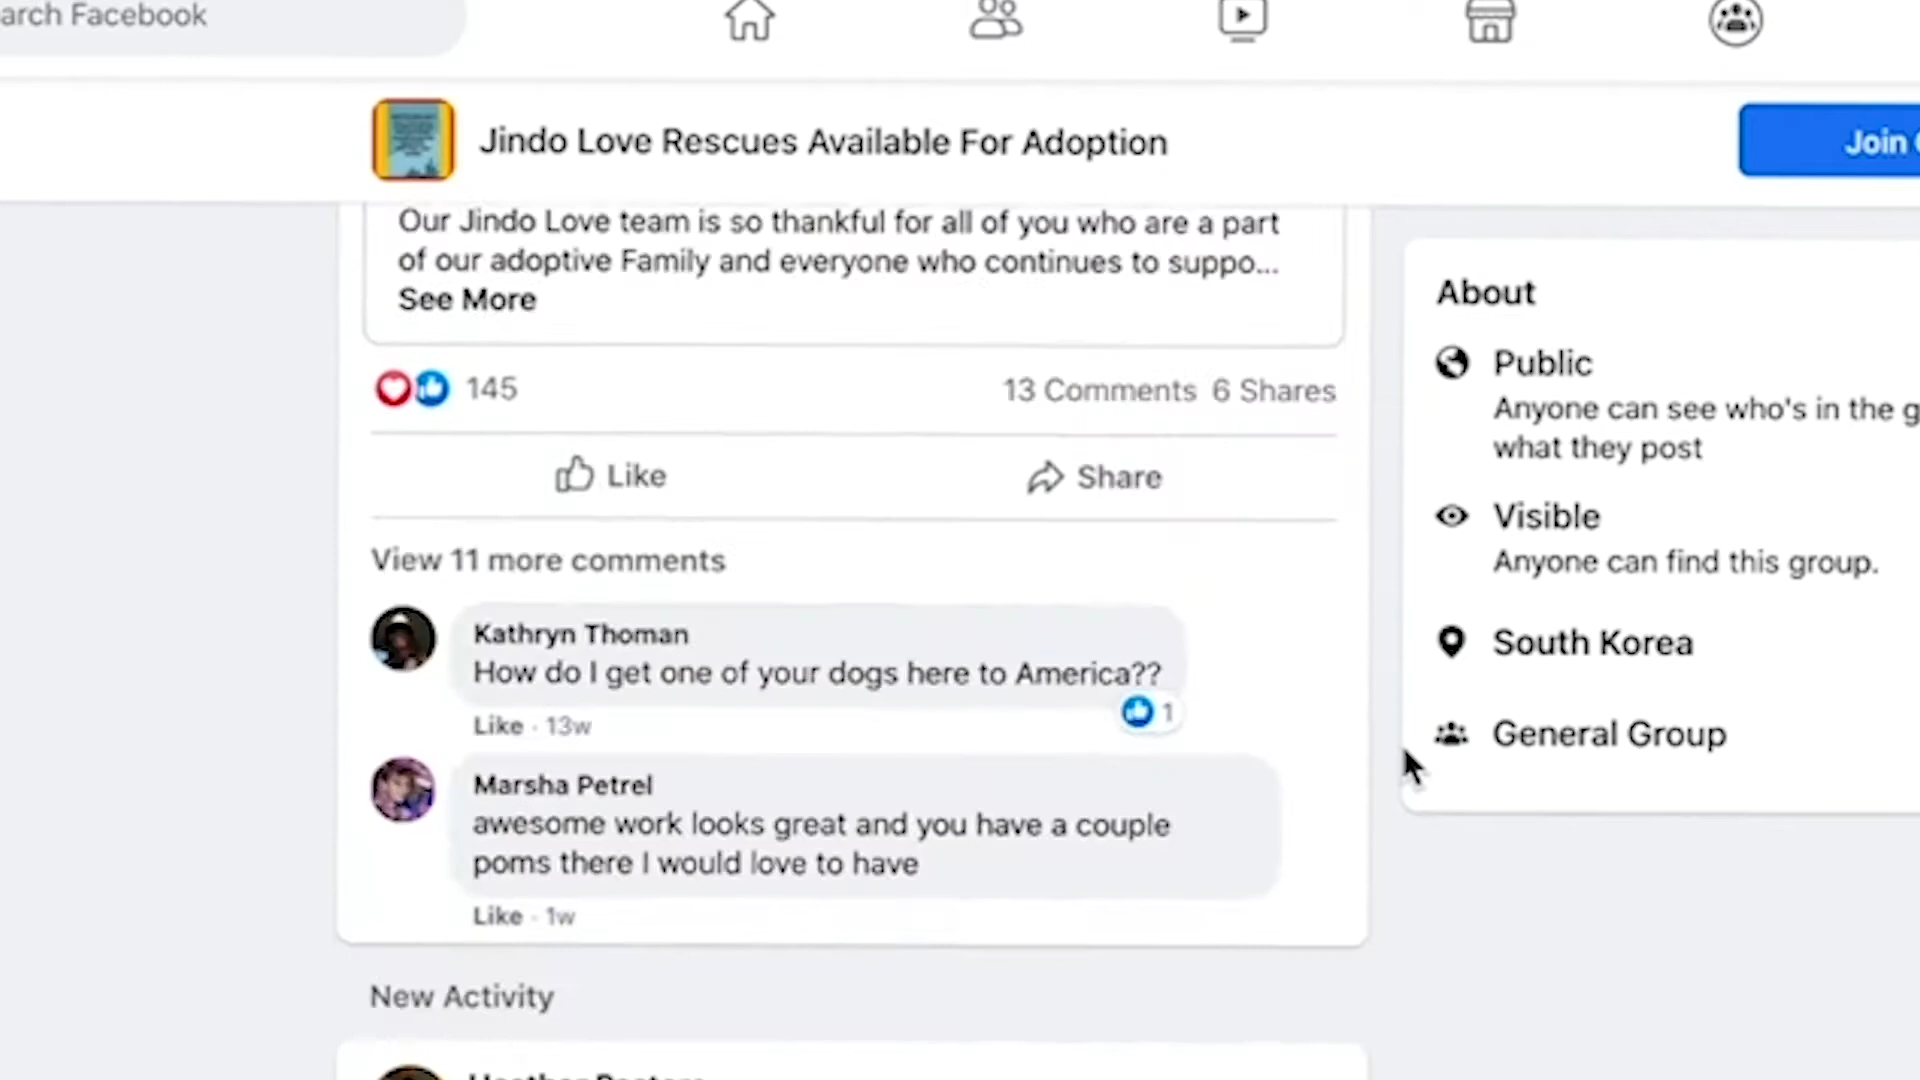 arch Facebook
Jindo Love Rescues Available For Adoption
Join
Our Jindo Love team is so thankful for all of you who are a part
of our adoptive Family and everyone who continues to suppo...
See More
145
13 Comments 6 Shares
Like
Share
View 11 more comments
Kathryn Thoman
How do I get one of your dogs here to America??
1
Like · 13w
Marsha Petrel
awesome work looks great and you have a couple
poms there I would love to have
Like · 1w
New Activity
About
Public
Anyone can see who's in the g
what they post
Visible
Anyone can find this group.
South Korea
General Group